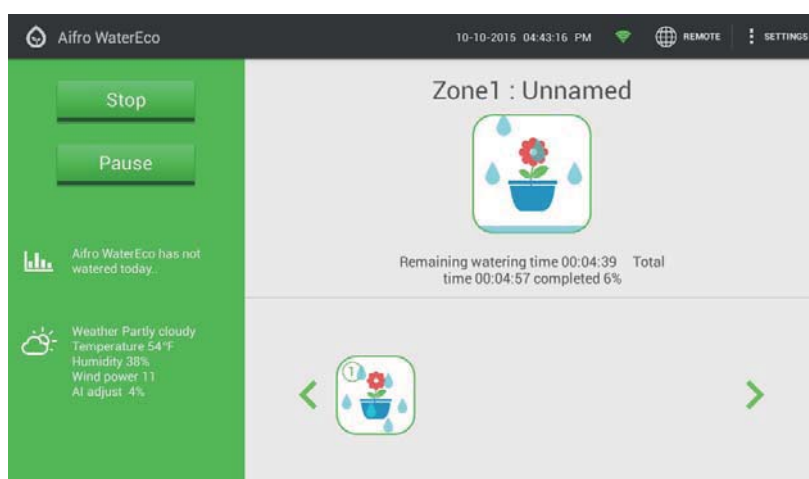 Aifro WaterEco
10-10-2015 04:43:16 PM
REMOTE
SETTINGS
Stop
Pause
Aifro WaterEco has not
watered today..
Weather Partly cloudy
Temperature 54°F
Humidity 38%
Wind power 11
AI adjust 4%
Zone1 : Unnamed
Remaining watering time 00:04:39 Total
time 00:04:57 completed 6%
1